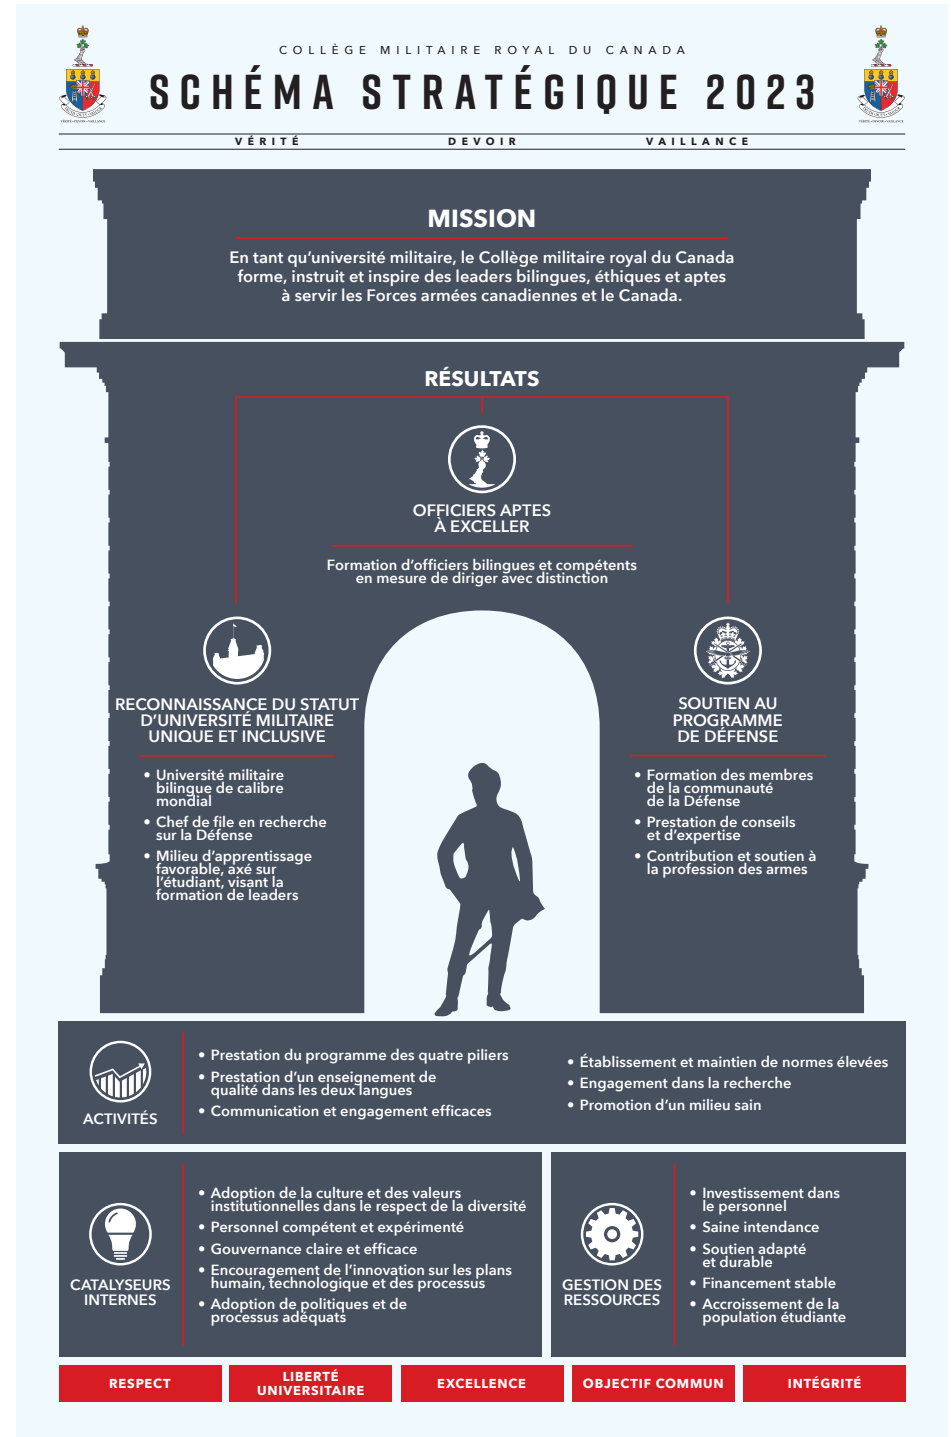 COLLÈGE MILITAIRE ROYAL DU CANADA
SCHÉMA STRATÉGIQUE 2023
VÉRITÉ DEVOIR VAILLANCE
MISSION
En tant qu’université militaire, le Collège militaire royal du Canada
forme, instruit et inspire des leaders bilingues, éthiques et aptes
à servir les Forces armées canadiennes et le Canada.
RÉSULTATS
OFFICIERS APTES
À EXCELLER
Formation d’officiers bilingues et compétents
en mesure de diriger avec distinction
RECONNAISSANCE DU STATUT
D’UNIVERSITÉ MILITAIRE
UNIQUE ET INCLUSIVE
• Université militaire
bilingue de calibre
mondial
• Chef de file en recherche
sur la Défense
• Milieu d’apprentissage
favorable, axé sur
l’étudiant, visant la
formation de leaders
SOUTIEN AU
PROGRAMME
DE DÉFENSE
• Formation des membres
de la communauté
de la Défense
• Prestation de conseils
et d’expertise
• Contribution et soutien à
la profession des armes
ACTIVITÉS
• Prestation du programme des quatre piliers
• Prestation d’un enseignement de
qualité dans les deux langues
• Communication et engagement efficaces
• Établissement et maintien de normes élevées
• Engagement dans la recherche
• Promotion d’un milieu sain
CATALYSEURS
INTERNES
• Adoption de la culture et des valeurs
institutionnelles dans le respect de la diversité
• Personnel compétent et expérimenté
• Gouvernance claire et efficace
• Encouragement de l’innovation sur les plans
humain, technologique et des processus
• Adoption de politiques et de
processus adéquats
GESTION DES
RESSOURCES
• Investissement dans
le personnel
• Saine intendance
• Soutien adapté
et durable
• Financement stable
• Accroissement de la
population étudiante
RESPECT
LIBERTÉ
UNIVERSITAIRE
EXCELLENCE
OBJECTIF COMMUN
INTÉGRITÉ